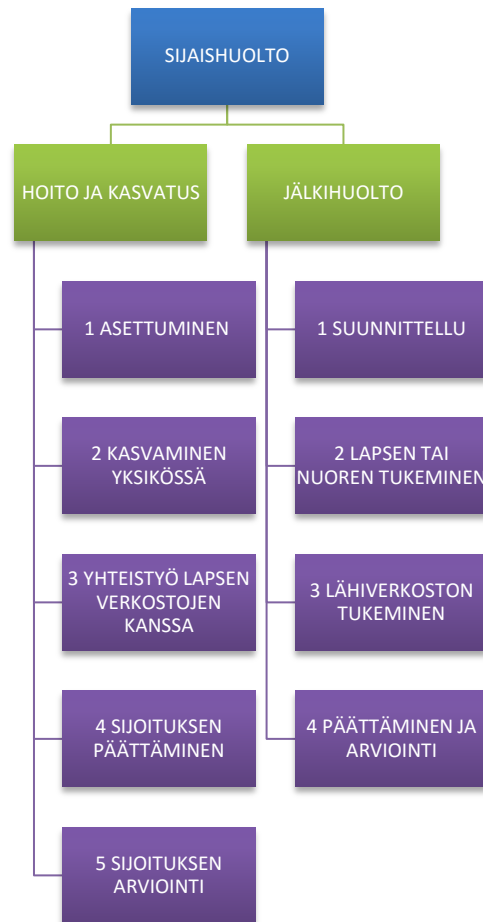 SIJAISHUOLTO
HOITO JA KASVATUS
JÄLKIHUOLTO
1 ASETTUMINEN
2 KASVAMINEN
YKSIKÖSSÄ
3 YHTEISTYÖ LAPSEN
VERKOSTOJEN
KANSSA
4 SIJOITUKSEN
PÄÄTTÄMINEN
5 SIJOITUKSEN
ARVIOINTI
1 SUUNNITTELLU
2 LAPSEN TAI
NUOREN TUKEMINEN
3 LÄHIVERKOSTON
TUKEMINEN
4 PÄÄTTÄMINEN JA
ARVIOINTI